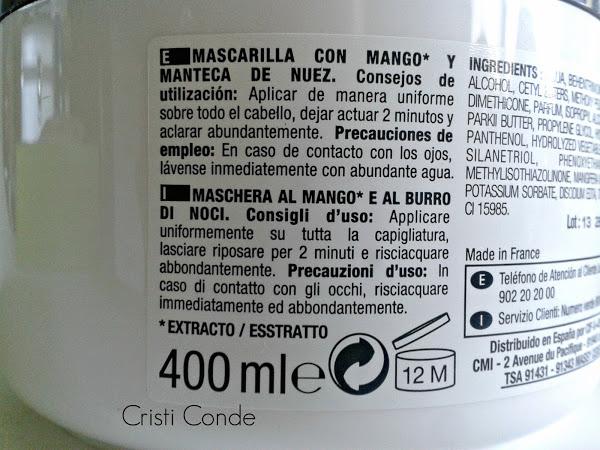 E MASCARILLA CON MANGO* Y
MANTECA DE NUEZ. Consejos de
utilización: Aplicar de manera uniforme
sobre todo el cabello, dejar actuar 2 minutos y
aclarar abundantemente. Precauciones de
empleo: En caso de contacto con los ojos,
lávense inmediatamente con abundante agua.
I MASCHERA AL MANGO* E AL BURRO
DI NOCI. Consigli d'uso: Applicare
uniformemente su tutta la capigliatura,
lasciare riposare per 2 minuti e risciacquare
abbondantemente. Precauzioni d'uso: In
caso di contatto con gli occhi, risciacquare
immediatamente ed abbondantemente.
*EXTRACTO / ESSTRATTO
400 ml e
12 M
INGREDIENTS :
ALCOHOL, CETYL
DIMETHICONE, PARFUM, ISOPROPYL
PARKII BUTTER, PROPYLENE GLYCOL,
PANTHENOL, HYDROLYZED
SILANETRIOL,
METHYLISOTHIAZOLINONE,
POTASSIUM SORBATE, DISODIUM
CI 15985.
Lot : 13
Made in France
E Teléfono de Atención al
902 20 20 00
I Servizio Clienti: Numero
Distribuido en España por
CMI - 2 Avenue du Pacifique -
TSA 91431 - 91343
Cristi Conde